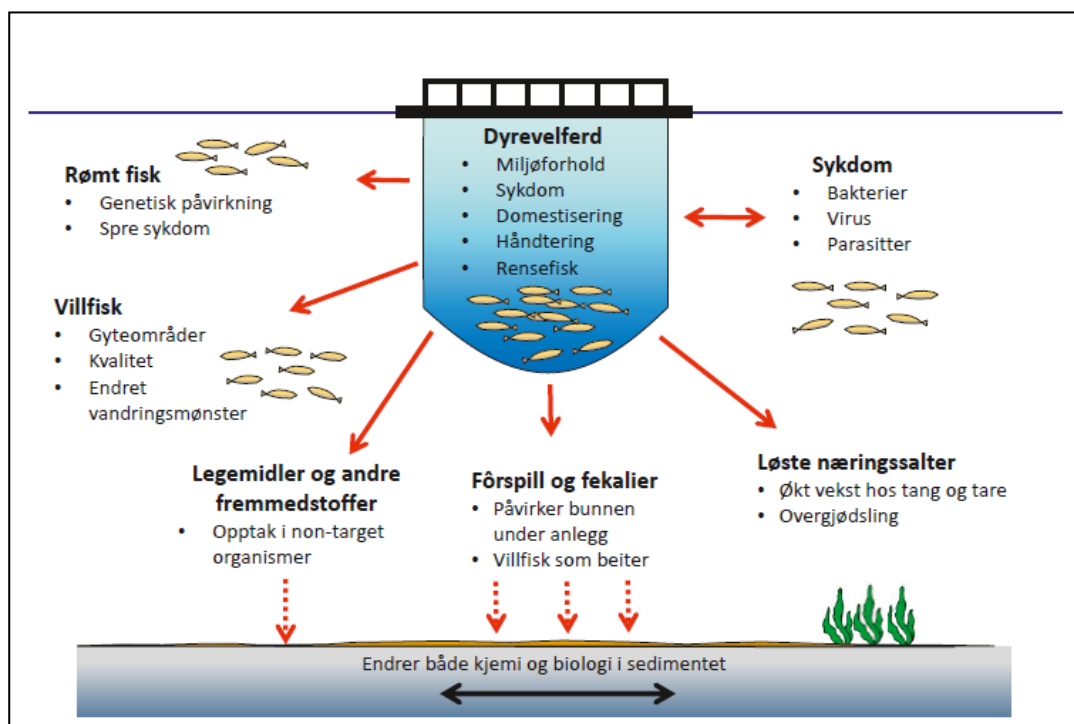 Dyrevelferd
• Miljøforhold
• Sykdom
• Domestisering
• Håndtering
• Rensefisk
Rømt fisk
• Genetisk påvirkning
• Spre sykdom
Sykdom
• Bakterier
• Virus
• Parasitter
Villfisk
• Gyteområder
• Kvalitet
• Endret
vandringsmønster
Legemidler og andre
fremmedstoffer
• Opptak i non-target
organismer
Fôrspill og fekalier
• Påvirker bunnen
under anlegg
• Villfisk som beiter
Løste næringssalter
• Økt vekst hos tang og tare
• Overgjødsling
Endrer både kjemi og biologi i sedimentet